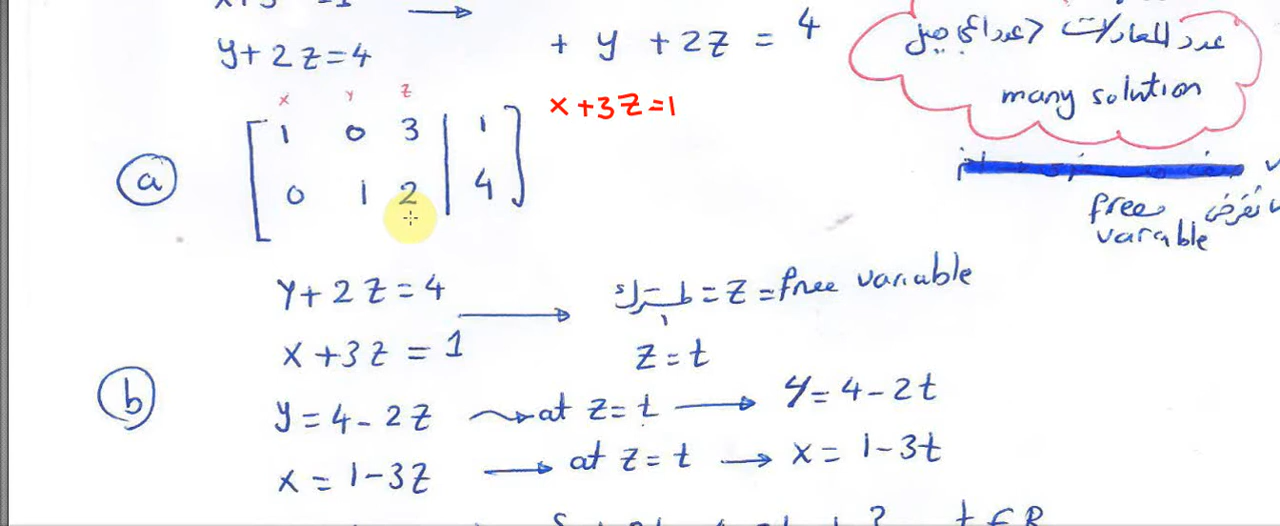 y+2z=4
+ y +2z = 4
عدد المعادلات < عدد المجاهيل
many solution
x y z
x+3z=1
a
1 0 3 | 1
0 1 2 | 4
free نفرض
varable
y+2z=4
= z = free variable
x+3z = 1
z=t
b
y=4-2z at z=t → y=4-2t
x=1-3z → at z=t → x=1-3t